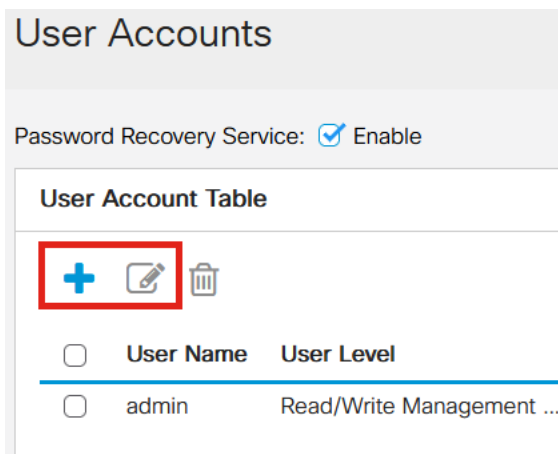 User Accounts
Password Recovery Service: Enable
User Account Table
User Name User Level
admin Read/Write Management ...